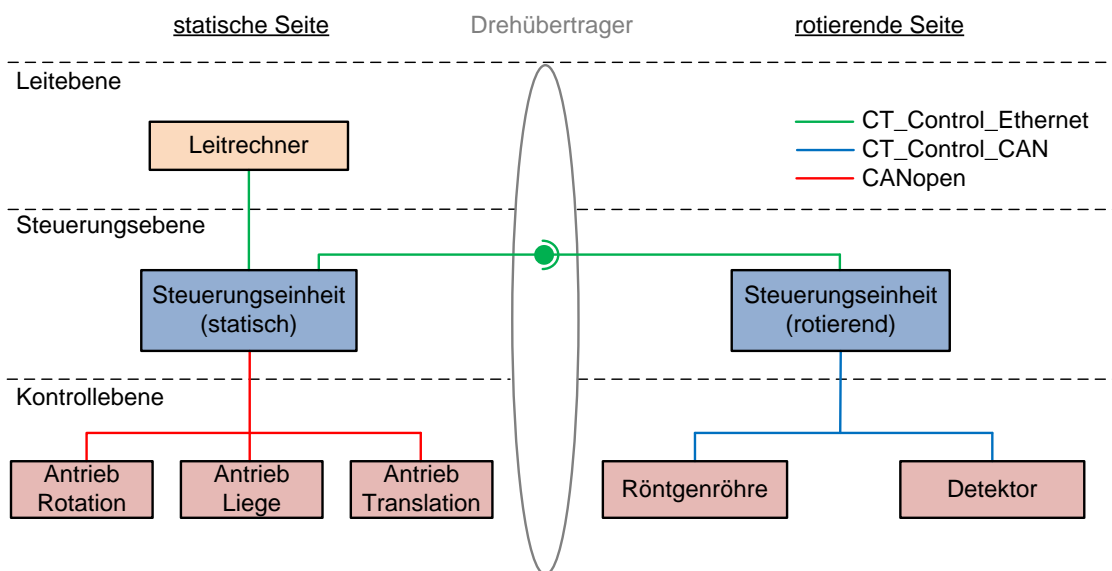 statische Seite
Drehübertrager
rotierende Seite
Leitebene
Leitrechner
CT_Control_Ethernet
CT_Control_CAN
CANopen
Steuerungsebene
Steuerungseinheit
(statisch)
Steuerungseinheit
(rotierend)
Kontrollebene
Antrieb
Rotation
Antrieb
Liege
Antrieb
Translation
Röntgenröhre
Detektor